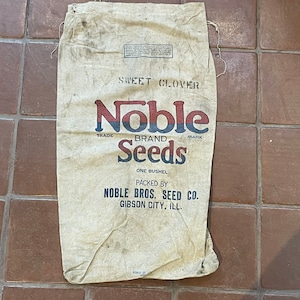 SWEET CLOVER
Noble
TRADE BRAND MARK
Seeds
ONE BUSHEL
PACKED BY
NOBLE BROS. SEED CO.
GIBSON CITY, ILL.